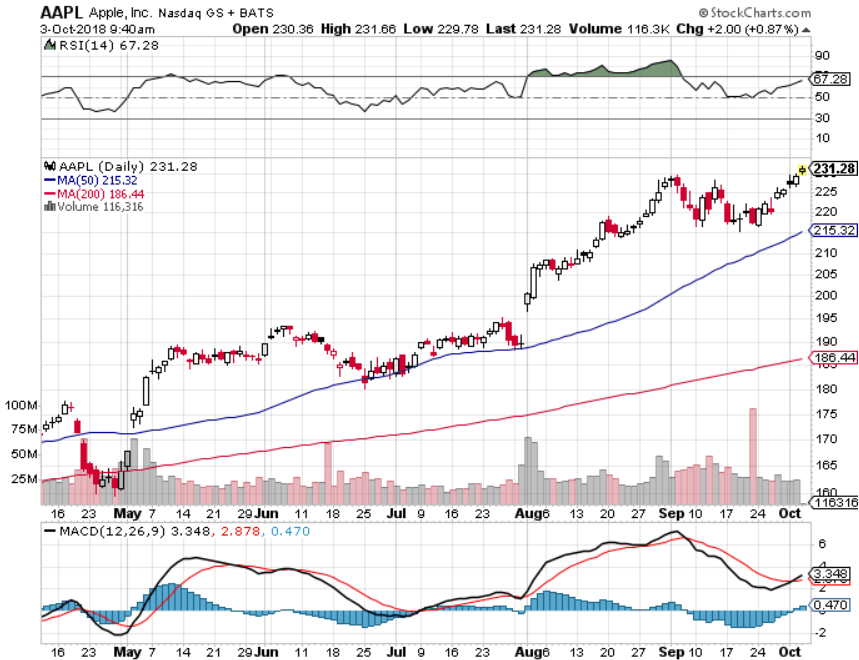 AAPL Apple, Inc. Nasdaq GS + BATS
© StockCharts.com
3-Oct-2018 9:40am
Open 230.36 High 231.66 Low 229.78 Last 231.28 Volume 116.3K Chg +2.00 (+0.87%)
RSI(14) 67.28
90
67.28
50
30
10
AAPL (Daily) 231.28
MA(50) 215.32
MA(200) 186.44
Volume 116,316
231.28
225
220
215.32
210
205
200
195
190
186.44
180
175
170
165
160
116316
100M
75M
50M
25M
16 23 May 7 14 21 29 Jun 11 18 25 Jul 9 16 23 Aug 6 13 20 27 Sep 10 17 24 Oct
MACD(12,26,9) 3.348, 2.878, 0.470
6
3.348
2
0.470
-2
16 23 May 7 14 21 29 Jun 11 18 25 Jul 9 16 23 Aug 6 13 20 27 Sep 10 17 24 Oct